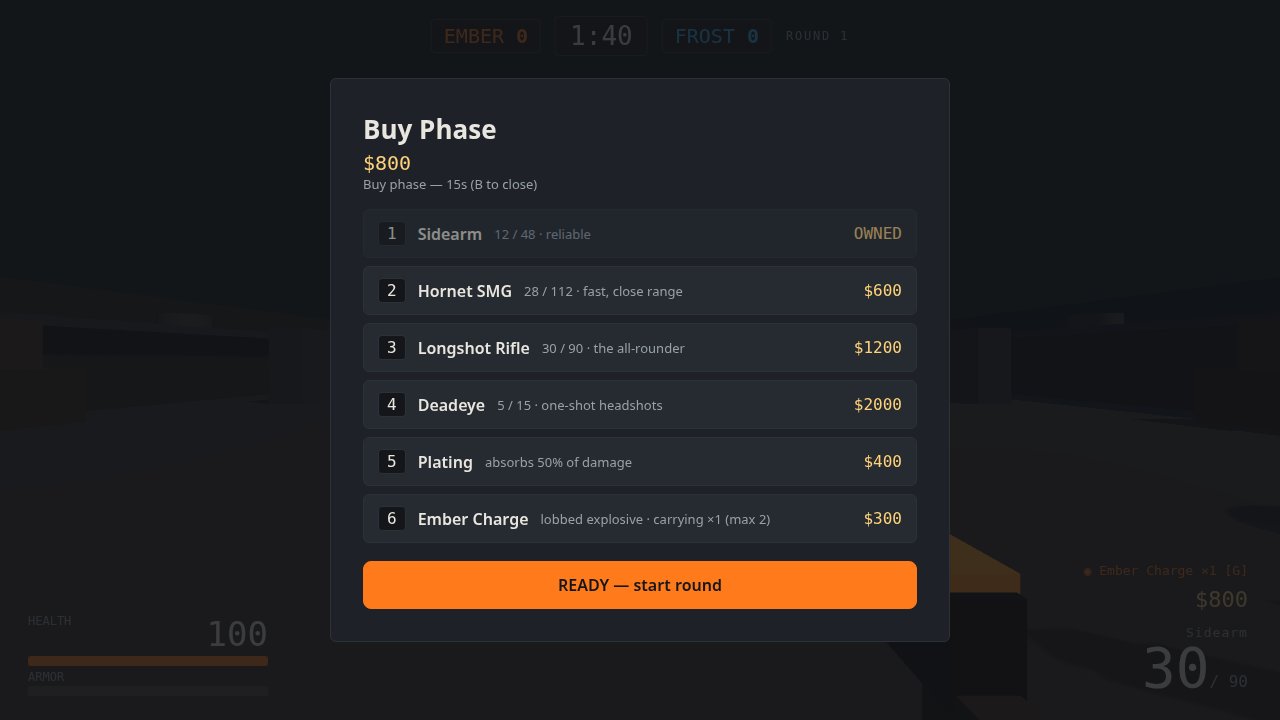 EMBER 0 1:40 FROST 0 ROUND 1
Buy Phase
$800
Buy phase — 15s (B to close)
1 Sidearm 12 / 48 · reliable OWNED
2 Hornet SMG 28 / 112 · fast, close range $600
3 Longshot Rifle 30 / 90 · the all-rounder $1200
4 Deadeye 5 / 15 · one-shot headshots $2000
5 Plating absorbs 50% of damage $400
6 Ember Charge lobbed explosive · carrying ×1 (max 2) $300
READY — start round
HEALTH 100
ARMOR
● Ember Charge ×1 [G]
$800
Sidearm
30 / 90